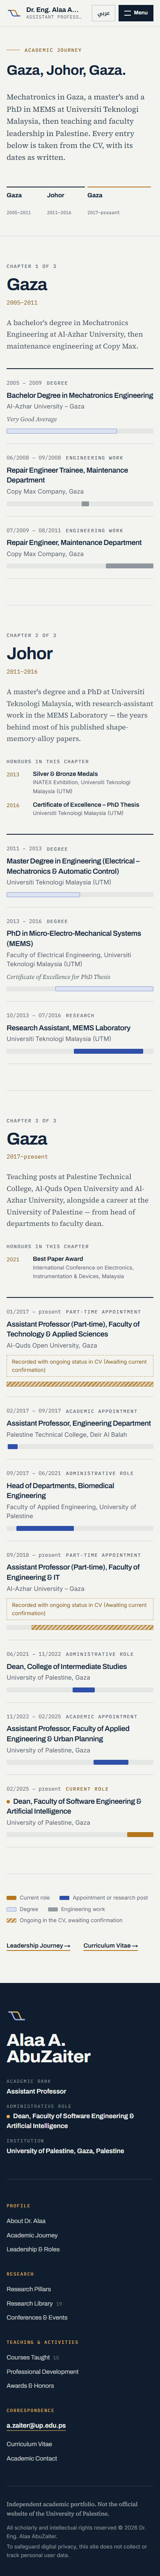 Dr. Eng. Alaa A...
ASSISTANT PROFESS...
عربي
Menu
ACADEMIC JOURNEY
Gaza, Johor, Gaza.
Mechatronics in Gaza, a master's and a
PhD in MEMS at Universiti Teknologi
Malaysia, then teaching and faculty
leadership in Palestine. Every entry
below is taken from the CV, with its
dates as written.
Gaza
Johor
Gaza
2005–2011
2011–2016
2017–present
CHAPTER 1 OF 3
Gaza
2005–2011
A bachelor's degree in Mechatronics
Engineering at Al-Azhar University, then
maintenance engineering at Copy Max.
2005 – 2009 DEGREE
Bachelor Degree in Mechatronics Engineering
Al-Azhar University – Gaza
Very Good Average
06/2008 – 09/2008 ENGINEERING WORK
Repair Engineer Trainee, Maintenance
Department
Copy Max Company, Gaza
07/2009 – 08/2011 ENGINEERING WORK
Repair Engineer, Maintenance Department
Copy Max Company, Gaza
CHAPTER 2 OF 3
Johor
2011–2016
A master's degree and a PhD at Universiti
Teknologi Malaysia, with research-assistant
work in the MEMS Laboratory — the years
behind most of his published shape-
memory-alloy papers.
HONOURS IN THIS CHAPTER
2013
Silver & Bronze Medals
INATEX Exhibition, Universiti Teknologi
Malaysia (UTM)
2016
Certificate of Excellence – PhD Thesis
Universiti Teknologi Malaysia (UTM)
2011 – 2013 DEGREE
Master Degree in Engineering (Electrical –
Mechatronics & Automatic Control)
Universiti Teknologi Malaysia (UTM)
2013 – 2016 DEGREE
PhD in Micro-Electro-Mechanical Systems
(MEMS)
Faculty of Electrical Engineering, Universiti
Teknologi Malaysia (UTM)
Certificate of Excellence for PhD Thesis
10/2013 – 07/2016 RESEARCH
Research Assistant, MEMS Laboratory
Universiti Teknologi Malaysia (UTM)
CHAPTER 3 OF 3
Gaza
2017–present
Teaching posts at Palestine Technical
College, Al-Quds Open University and Al-
Azhar University, alongside a career at the
University of Palestine — from head of
departments to faculty dean.
HONOURS IN THIS CHAPTER
2021
Best Paper Award
International Conference on Electronics,
Instrumentation & Devices, Malaysia
01/2017 – present PART-TIME APPOINTMENT
Assistant Professor (Part-time), Faculty of
Technology & Applied Sciences
Al-Quds Open University, Gaza
Recorded with ongoing status in CV (Awaiting current
confirmation)
02/2017 – 09/2017 ACADEMIC APPOINTMENT
Assistant Professor, Engineering Department
Palestine Technical College, Deir Al Balah
09/2017 – 06/2021 ADMINISTRATIVE ROLE
Head of Departments, Biomedical
Engineering
Faculty of Applied Engineering, University of
Palestine
09/2018 – present PART-TIME APPOINTMENT
Assistant Professor (Part-time), Faculty of
Engineering & IT
Al-Azhar University – Gaza
Recorded with ongoing status in CV (Awaiting current
confirmation)
06/2021 – 11/2022 ADMINISTRATIVE ROLE
Dean, College of Intermediate Studies
University of Palestine, Gaza
11/2022 – 02/2025 ACADEMIC APPOINTMENT
Assistant Professor, Faculty of Applied
Engineering & Urban Planning
University of Palestine, Gaza
02/2025 – present CURRENT ROLE
Dean, Faculty of Software Engineering &
Artificial Intelligence
University of Palestine, Gaza
Current role
Appointment or research post
Degree
Engineering work
Ongoing in the CV, awaiting confirmation
Leadership Journey →
Curriculum Vitae →
Alaa A.
AbuZaiter
ACADEMIC RANK
Assistant Professor
ADMINISTRATIVE ROLE
Dean, Faculty of Software Engineering &
Artificial Intelligence
INSTITUTION
University of Palestine, Gaza, Palestine
PROFILE
About Dr. Alaa
Academic Journey
Leadership & Roles
RESEARCH
Research Pillars
Research Library 19
Conferences & Events
TEACHING & ACTIVITIES
Courses Taught 15
Professional Development
Awards & Honors
CORRESPONDENCE
a.zaiter@up.edu.ps
Curriculum Vitae
Academic Contact
Independent academic portfolio. Not the official
website of the University of Palestine.
All scholarly and intellectual rights reserved © 2026 Dr.
Eng. Alaa AbuZaiter.
To safeguard digital privacy, this site does not collect or
track personal user data.